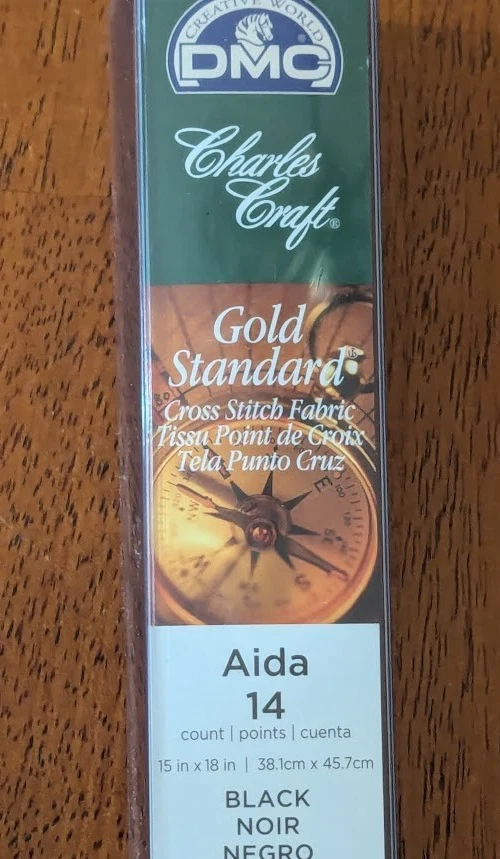 CREATIVE WORLD
DMC®
Charles
Craft®
Gold
Standard
Cross Stitch Fabric
Tissu Point de Croix
Tela Punto Cruz
E
Aida
14
count | points | cuenta
15 in x 18 in | 38.1cm x 45.7cm
BLACK
NOIR
NEGRO